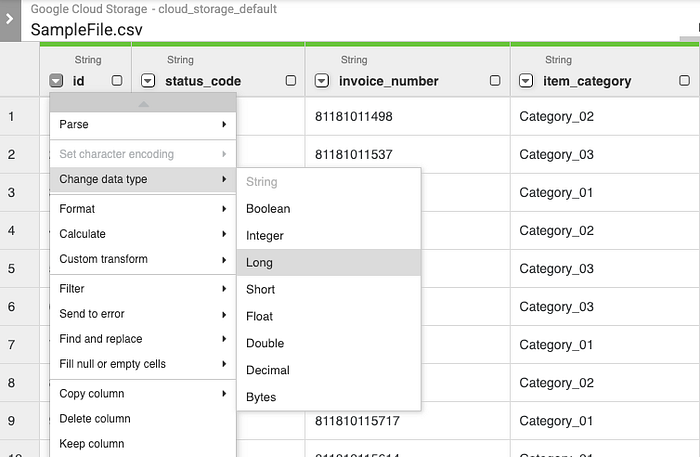 Google Cloud Storage - cloud_storage_default
SampleFile.csv
String String String String
id status_code invoice_number item_category
1 81181011498 Category_02
2 81181011537 Category_03
3 Category_01
4 Category_02
5 Category_03
6 Category_03
7 Category_01
8 Category_02
9 811810115717 Category_01
Parse
Set character encoding
Change data type
Format
Calculate
Custom transform
Filter
Send to error
Find and replace
Fill null or empty cells
Copy column
Delete column
Keep column
String
Boolean
Integer
Long
Short
Float
Double
Decimal
Bytes